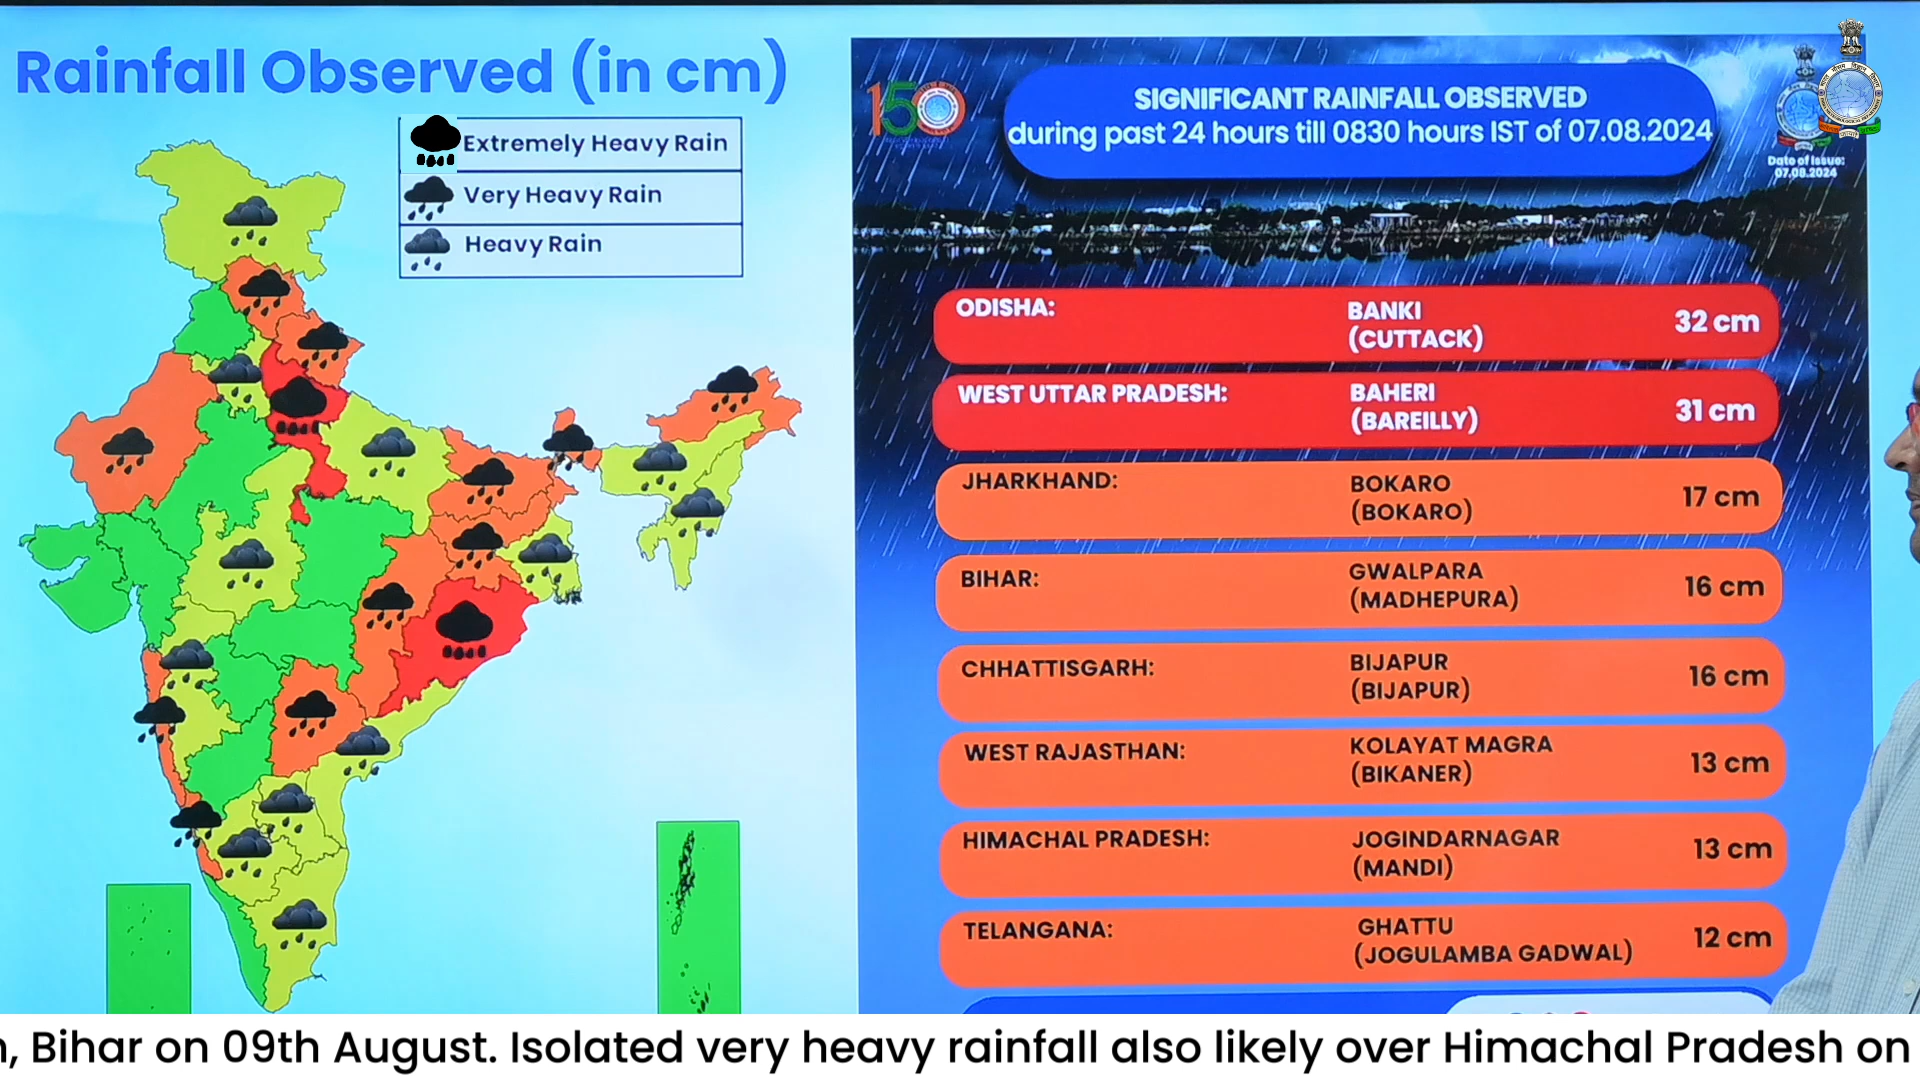 Rainfall Observed (in cm)
Extremely Heavy Rain
Very Heavy Rain
Heavy Rain
150
SIGNIFICANT RAINFALL OBSERVED
during past 24 hours till 0830 hours IST of 07.08.2024
Date of Issue:
07.08.2024
ODISHA: BANKI
(CUTTACK) 32 cm
WEST UTTAR PRADESH: BAHERI
(BAREILLY) 31 cm
JHARKHAND: BOKARO
(BOKARO) 17 cm
BIHAR: GWALPARA
(MADHEPURA) 16 cm
CHHATTISGARH: BIJAPUR
(BIJAPUR) 16 cm
WEST RAJASTHAN: KOLAYAT MAGRA
(BIKANER) 13 cm
HIMACHAL PRADESH: JOGINDARNAGAR
(MANDI) 13 cm
TELANGANA: GHATTU
(JOGULAMBA GADWAL) 12 cm
, Bihar on 09th August. Isolated very heavy rainfall also likely over Himachal Pradesh on